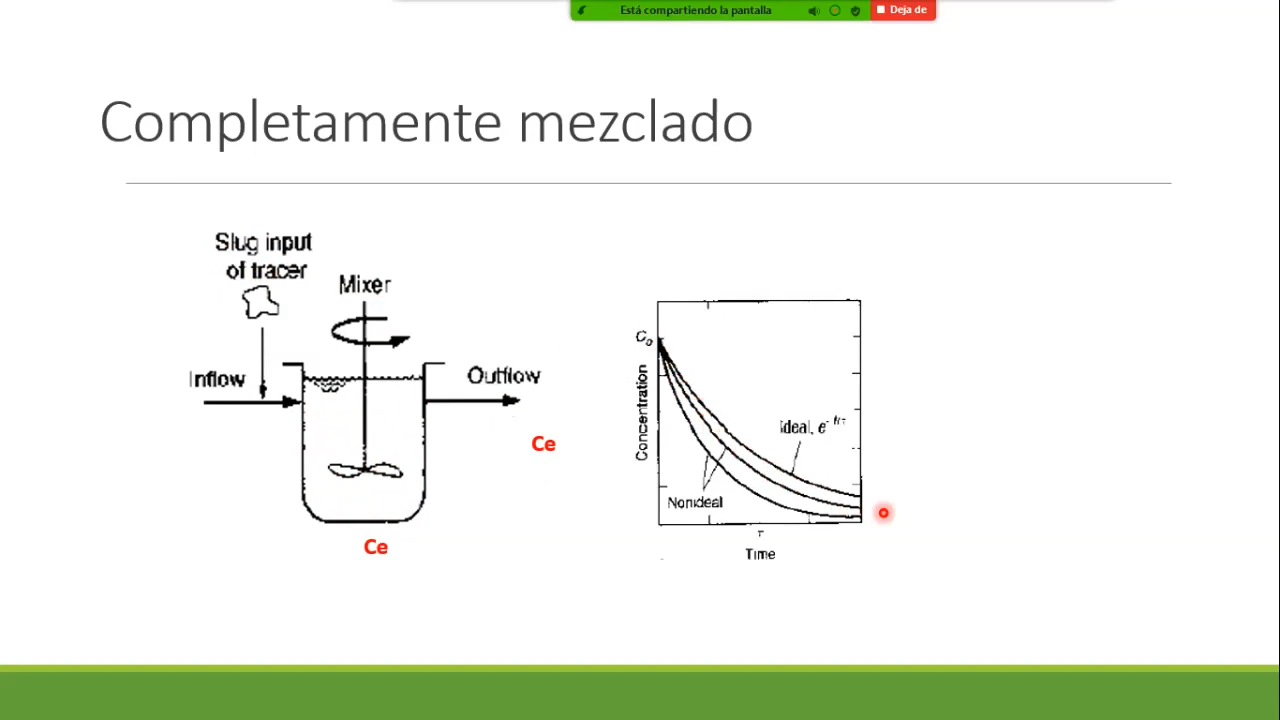 Está compartiendo la pantalla
Deja de
Completamente mezclado
Slug input
of tracer
Mixer
Inflow
Outflow
Ce
Ce
Co
Concentration
Ideal, e-t/τ
Nonideal
τ
Time